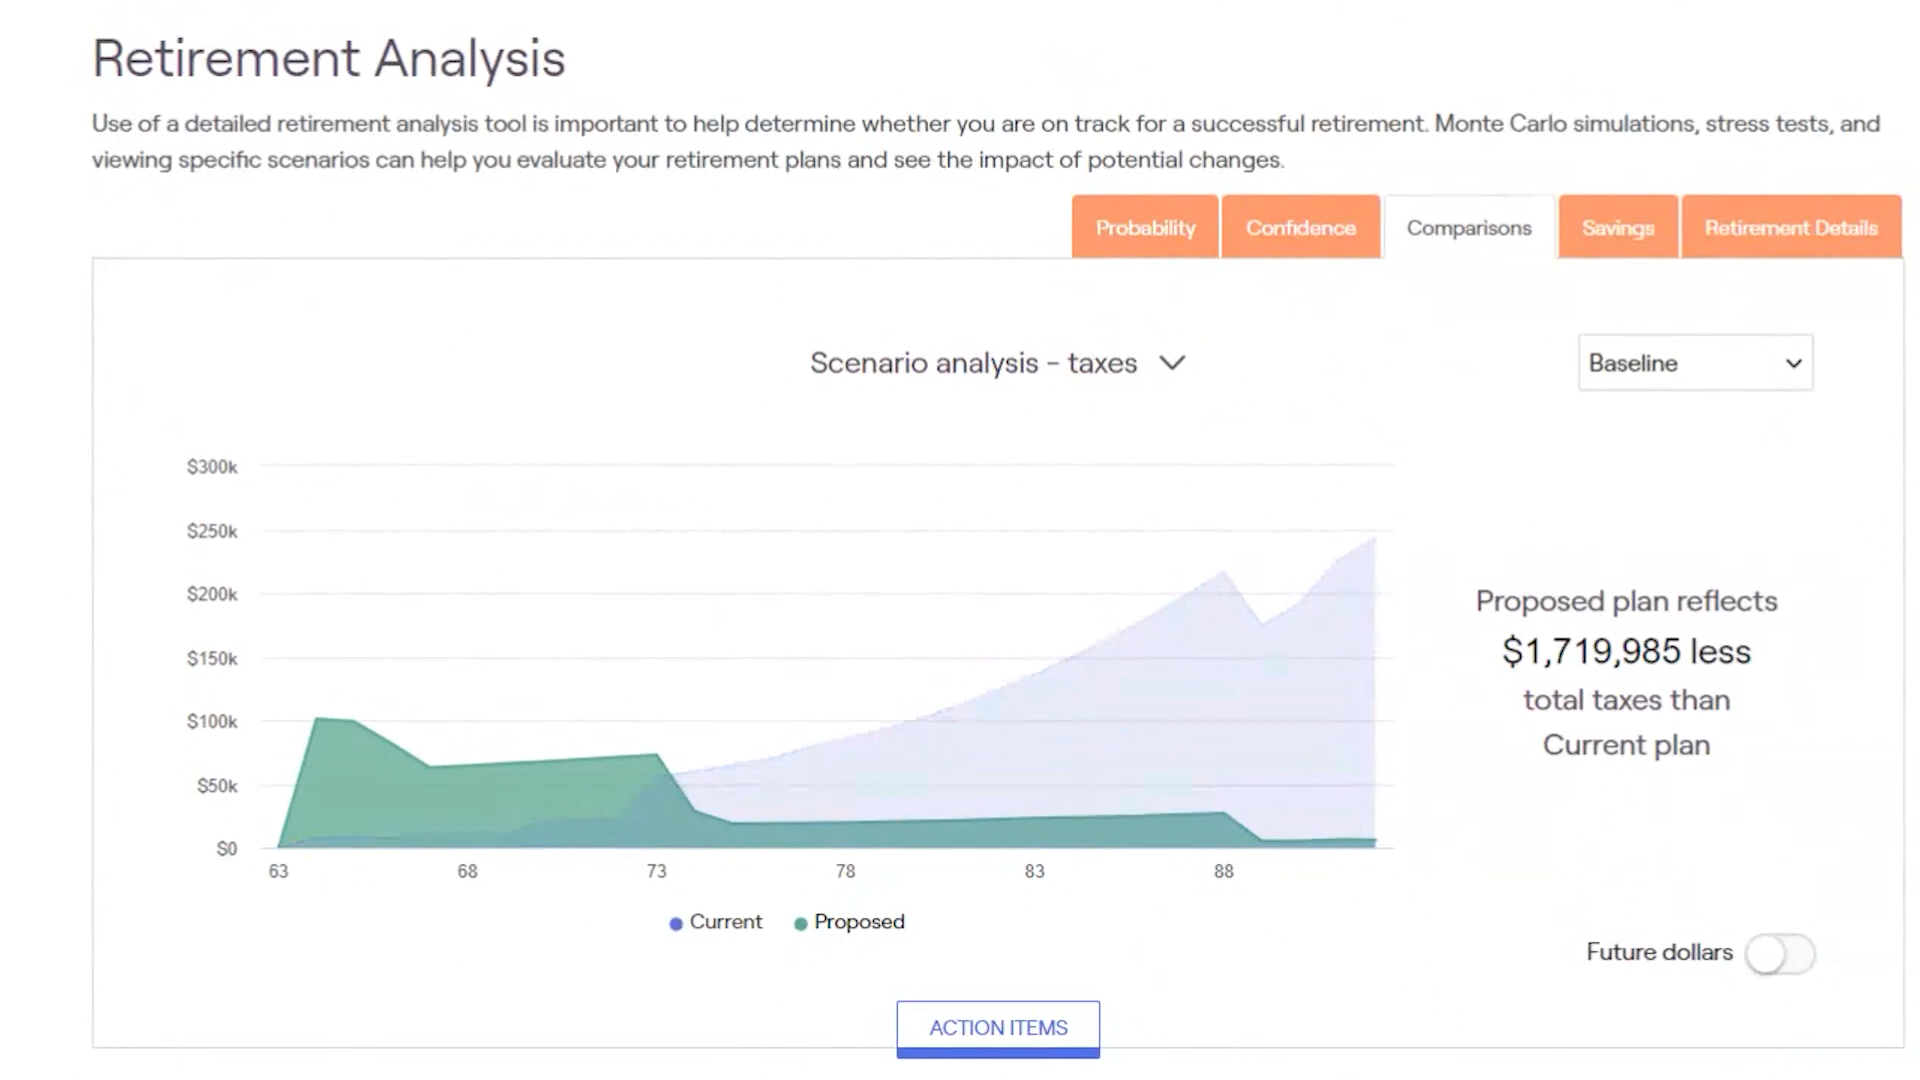 Retirement Analysis
Use of a detailed retirement analysis tool is important to help determine whether you are on track for a successful retirement. Monte Carlo simulations, stress tests, and
viewing specific scenarios can help you evaluate your retirement plans and see the impact of potential changes.
Probability Confidence Comparisons Savings Retirement Details
Scenario analysis - taxes
Baseline
$300k
$250k
$200k
$150k
$100k
$50k
$0
63 68 73 78 83 88
Current Proposed
Proposed plan reflects
$1,719,985 less
total taxes than
Current plan
Future dollars
ACTION ITEMS